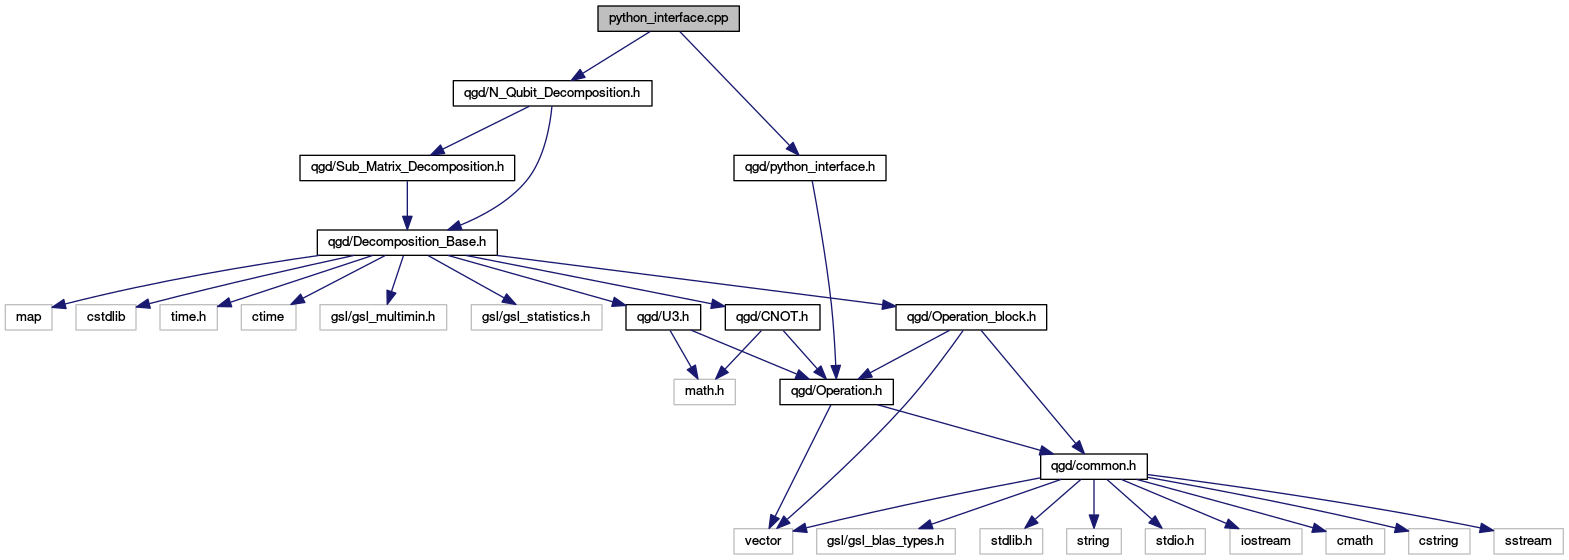 python_interface.cpp
qgd/N_Qubit_Decomposition.h
qgd/Sub_Matrix_Decomposition.h
qgd/python_interface.h
qgd/Decomposition_Base.h
map
cstdlib
time.h
ctime
gsl/gsl_multimin.h
gsl/gsl_statistics.h
qgd/U3.h
qgd/CNOT.h
qgd/Operation_block.h
math.h
qgd/Operation.h
qgd/common.h
vector
gsl/gsl_blas_types.h
stdlib.h
string
stdio.h
iostream
cmath
cstring
sstream